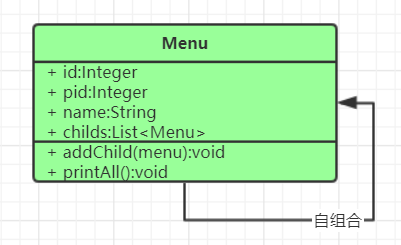 Menu
+ id:Integer
+ pid:Integer
+ name:String
+ childs:List<Menu>
+ addChild(menu):void
+ printAll():void
自组合